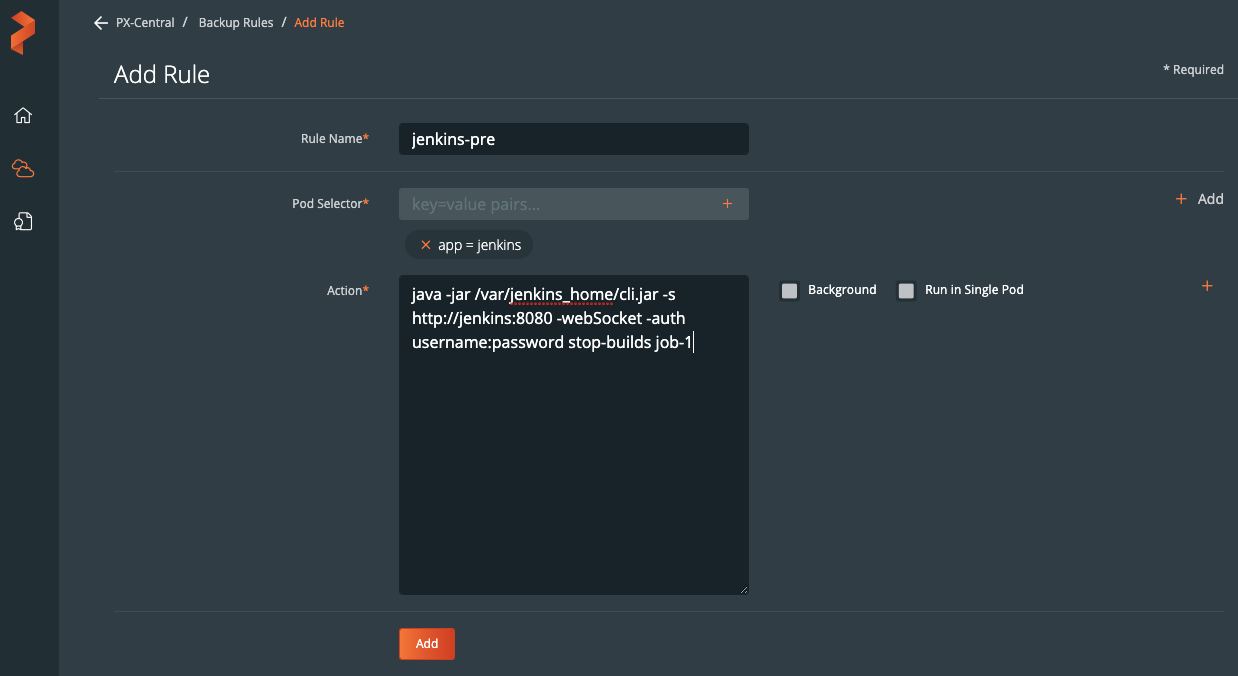 PX-Central / Backup Rules / Add Rule
Add Rule
* Required
Rule Name*
jenkins-pre
Pod Selector*
key=value pairs...
+
+ Add
× app = jenkins
Action*
java -jar /var/jenkins_home/cli.jar -s
http://jenkins:8080 -webSocket -auth
username:password stop-builds job-1
Background
Run in Single Pod
+
Add